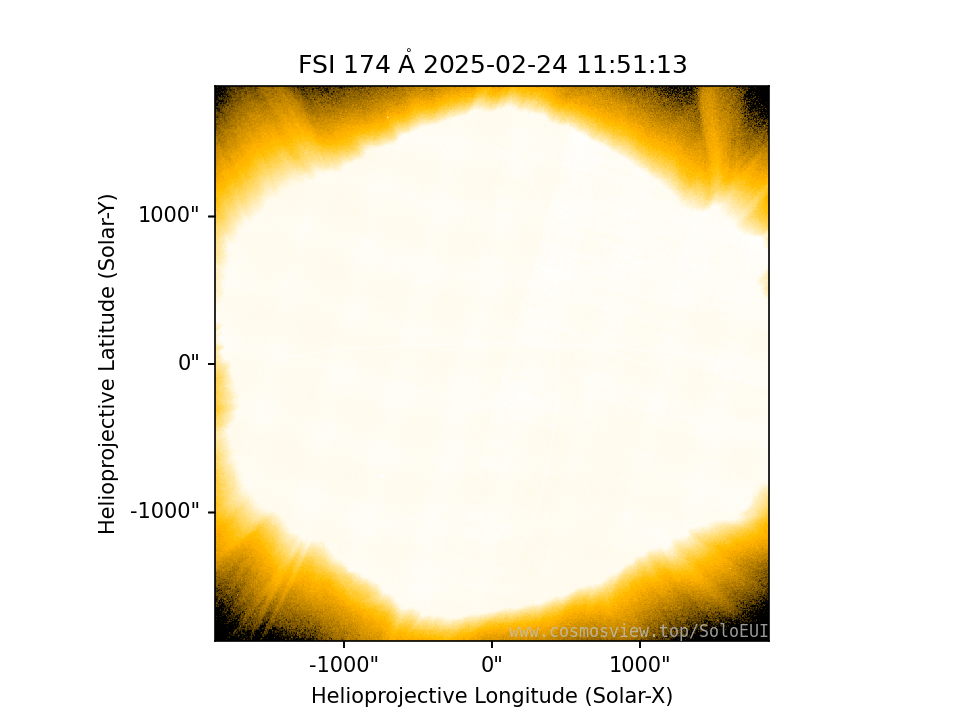 FSI 174 Å 2025-02-24 11:51:13
Helioprojective Latitude (Solar-Y)
1000"
0"
-1000"
www.cosmosview.top/SoloEUI
-1000"
0"
1000"
Helioprojective Longitude (Solar-X)